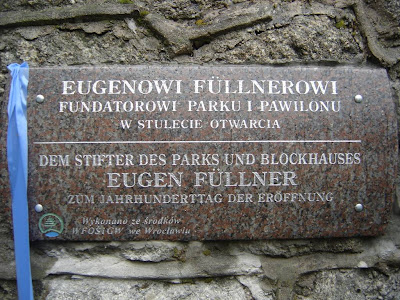 EUGENOWI FÜLLNEROWI
FUNDATOROWI PARKU I PAWILONU
W STULECIE OTWARCIA
DEM STIFTER DES PARKS UND BLOCKHAUSES
EUGEN FÜLLNER
ZUM JAHRHUNDERTTAG DER ERÖFFNUNG
Wykonano ze środków
WFOŚiGW we Wrocławiu